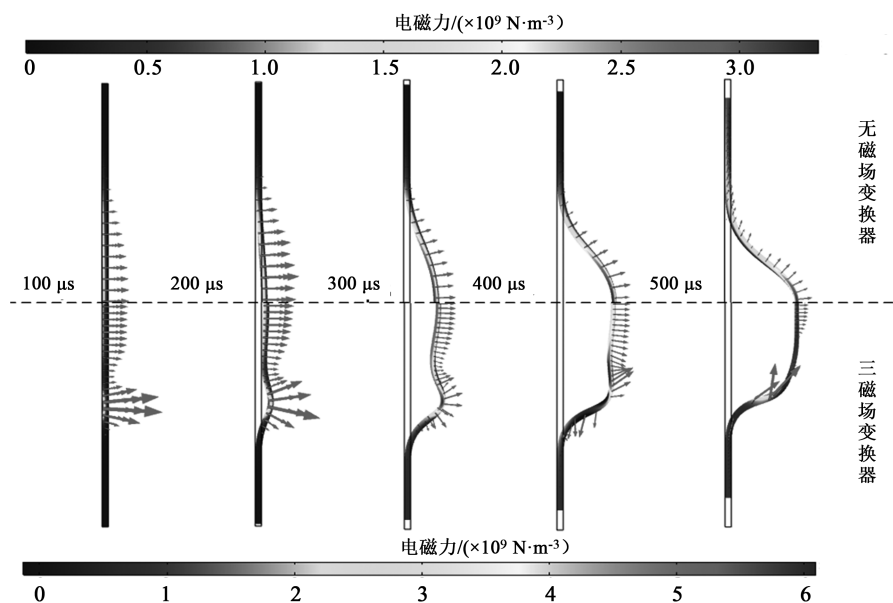 电磁力/(×10⁹ N·m⁻³)
0 0.5 1.0 1.5 2.0 2.5 3.0
无磁场变换器
100 μs 200 μs 300 μs 400 μs 500 μs
三磁场变换器
电磁力/(×10⁹ N·m⁻³)
0 1 2 3 4 5 6